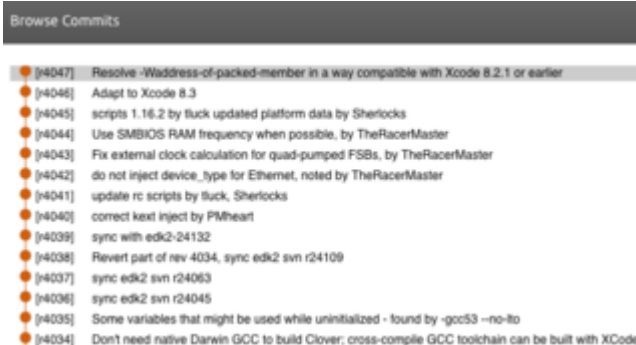 Browse Commits
[r4047] Resolve -Waddress-of-packed-member in a way compatible with Xcode 8.2.1 or earlier
[r4046] Adapt to Xcode 8.3
[r4045] scripts 1.16.2 by tluck updated platform data by Sherlocks
[r4044] Use SMBIOS RAM frequency when possible, by TheRacerMaster
[r4043] Fix external clock calculation for quad-pumped FSBs, by TheRacerMaster
[r4042] do not inject device_type for Ethernet, noted by TheRacerMaster
[r4041] update rc scripts by tluck, Sherlocks
[r4040] correct kext inject by PMheart
[r4039] sync with edk2-24132
[r4038] Revert part of rev 4034, sync edk2 svn r24109
[r4037] sync edk2 svn r24063
[r4036] sync edk2 svn r24045
[r4035] Some variables that might be used while uninitialized - found by -gcc53 --no-lto
[r4034] Don't need native Darwin GCC to build Clover; cross-compile GCC toolchain can be built with XCode